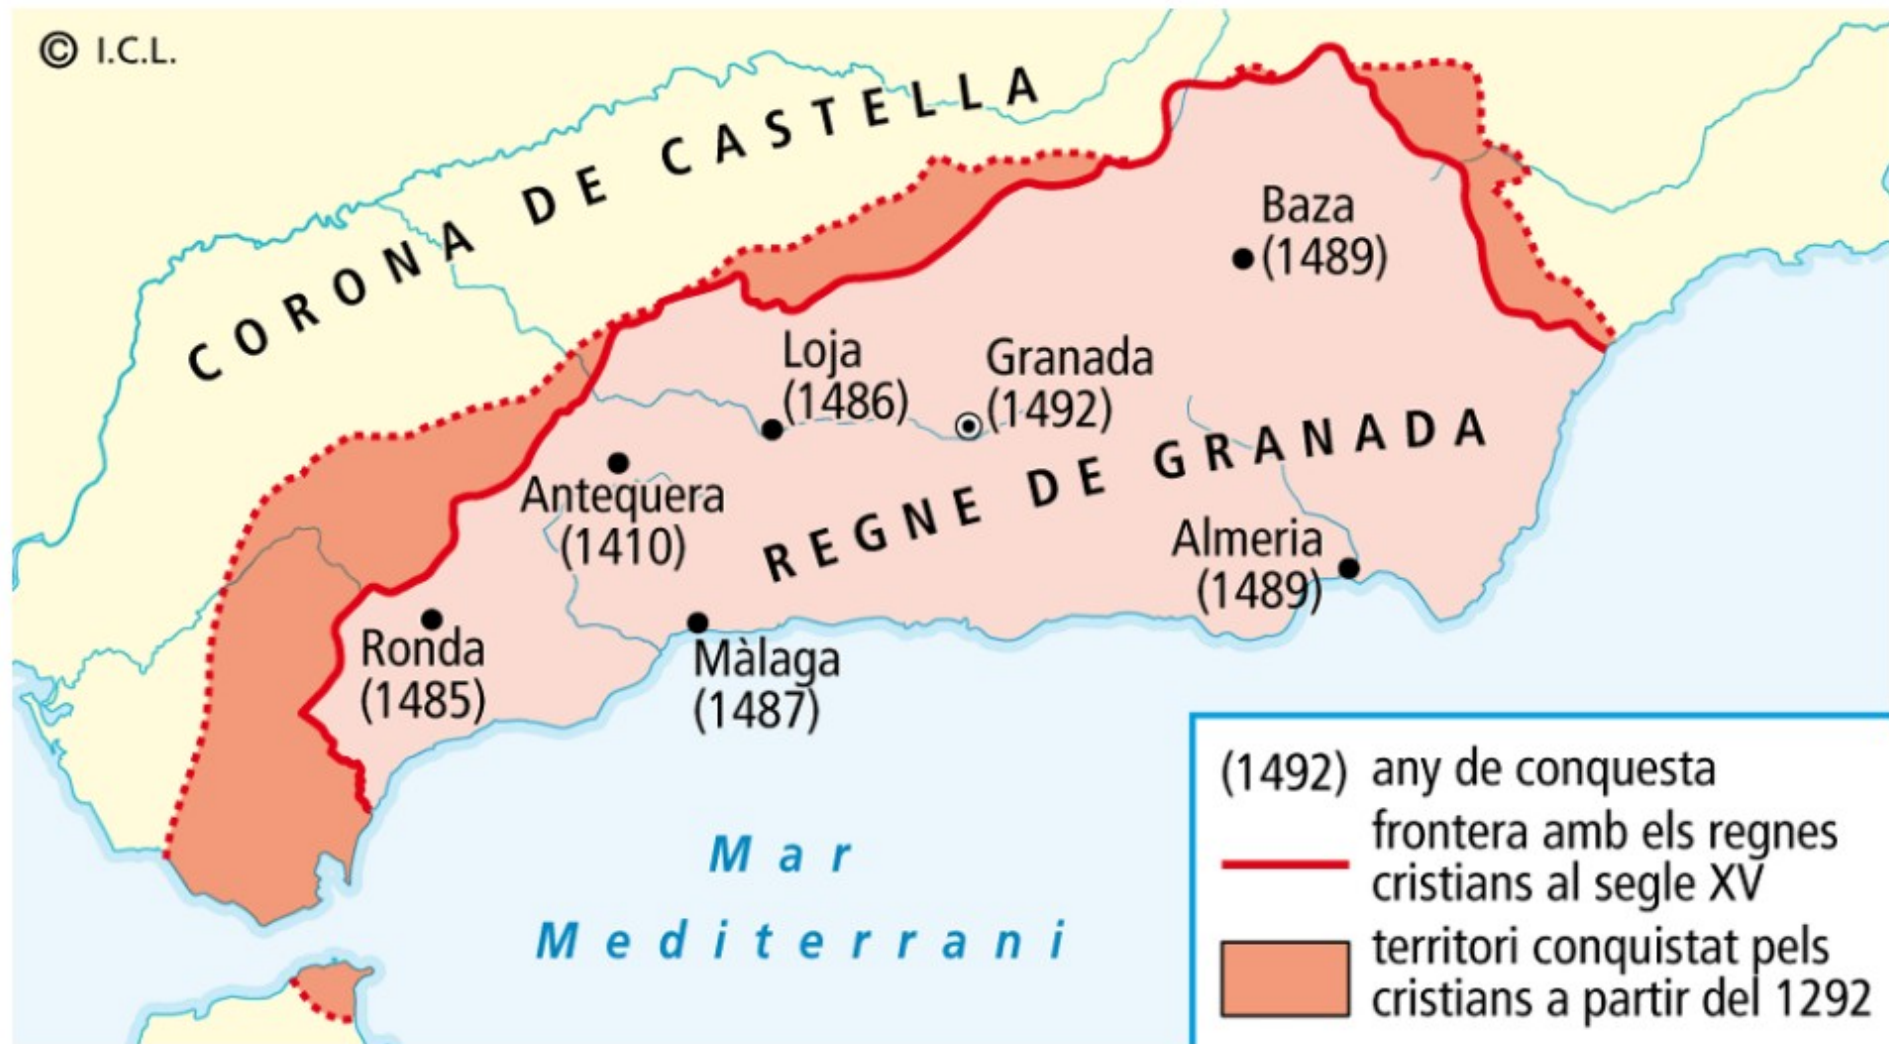 © I.C.L.
CORONA DE CASTELLA
Baza
(1489)
Loja
(1486)
Granada
(1492)
Antequera
(1410)
REGNE DE GRANADA
Almeria
(1489)
Ronda
(1485)
Màlaga
(1487)
Mar
Mediterrani
(1492) any de conquesta
frontera amb els regnes
cristians al segle XV
territori conquistat pels
cristians a partir del 1292